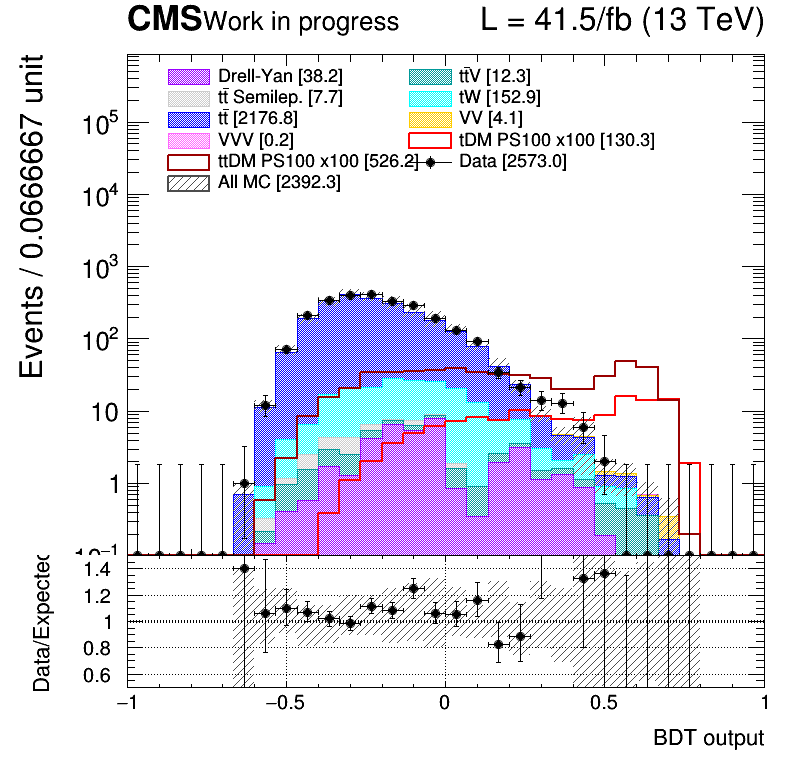 CMS Work in progress L = 41.5/fb (13 TeV)
Events / 0.0666667 unit
Drell-Yan [38.2] tt̄V [12.3]
tt̄ Semilep. [7.7] tW [152.9]
tt̄ [2176.8] VV [4.1]
VVV [0.2] tDM PS100 x100 [130.3]
ttDM PS100 x100 [526.2] Data [2573.0]
All MC [2392.3]
10⁵
10⁴
10³
10²
10
1
10⁻¹
Data/Expected
1.4
1.2
1
0.8
0.6
−1 −0.5 0 0.5 1
BDT output